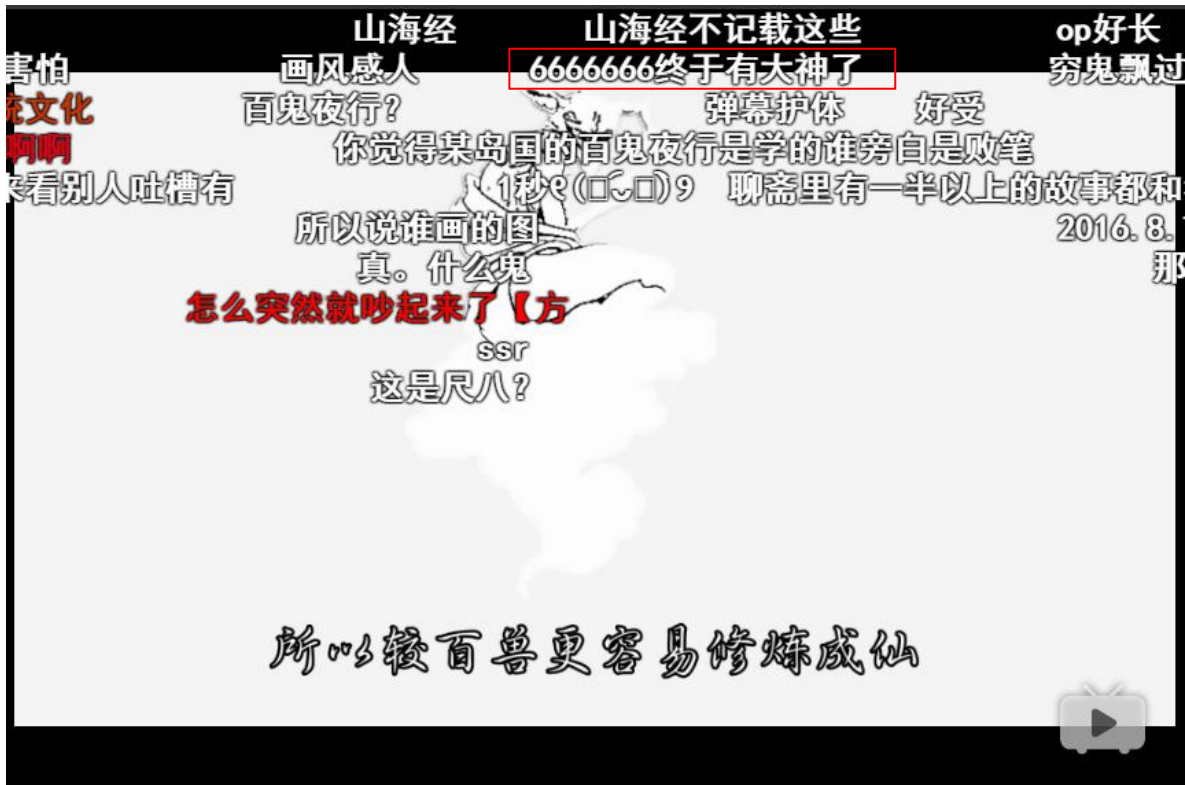 山海经 山海经不记载这些 op好长
害怕 画风感人 6666666终于有大神了 穷鬼飘过
统文化 百鬼夜行？ 弹幕护体 好受
啊啊 你觉得某岛国的百鬼夜行是学的谁旁白是败笔
来看别人吐槽有 1秒୧(□◡□)9 聊斋里有一半以上的故事都和
所以说谁画的图 2016.8.
真。什么鬼 那
怎么突然就吵起来了【方
ssr
这是尺八？
所以较百兽更容易修炼成仙